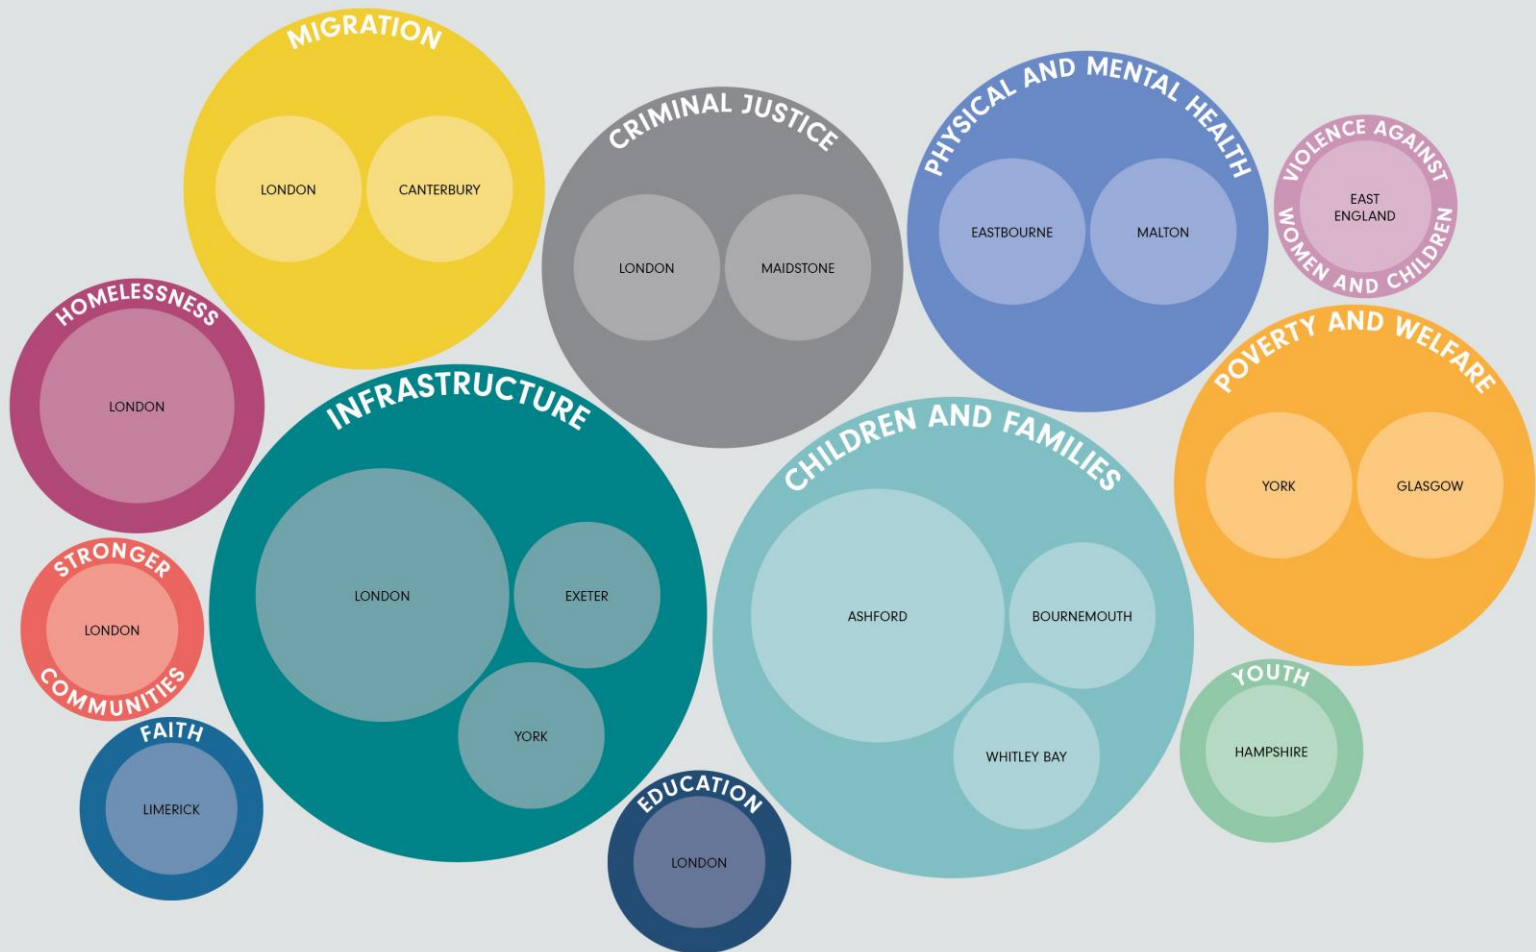 MIGRATION
LONDON
CANTERBURY
CRIMINAL JUSTICE
LONDON
MAIDSTONE
PHYSICAL AND MENTAL HEALTH
EASTBOURNE
MALTON
VIOLENCE AGAINST
EAST
ENGLAND
WOMEN AND CHILDREN
HOMELESSNESS
LONDON
INFRASTRUCTURE
LONDON
EXETER
YORK
CHILDREN AND FAMILIES
ASHFORD
BOURNEMOUTH
WHITLEY BAY
POVERTY AND WELFARE
YORK
GLASGOW
STRONGER
LONDON
COMMUNITIES
FAITH
LIMERICK
EDUCATION
LONDON
YOUTH
HAMPSHIRE